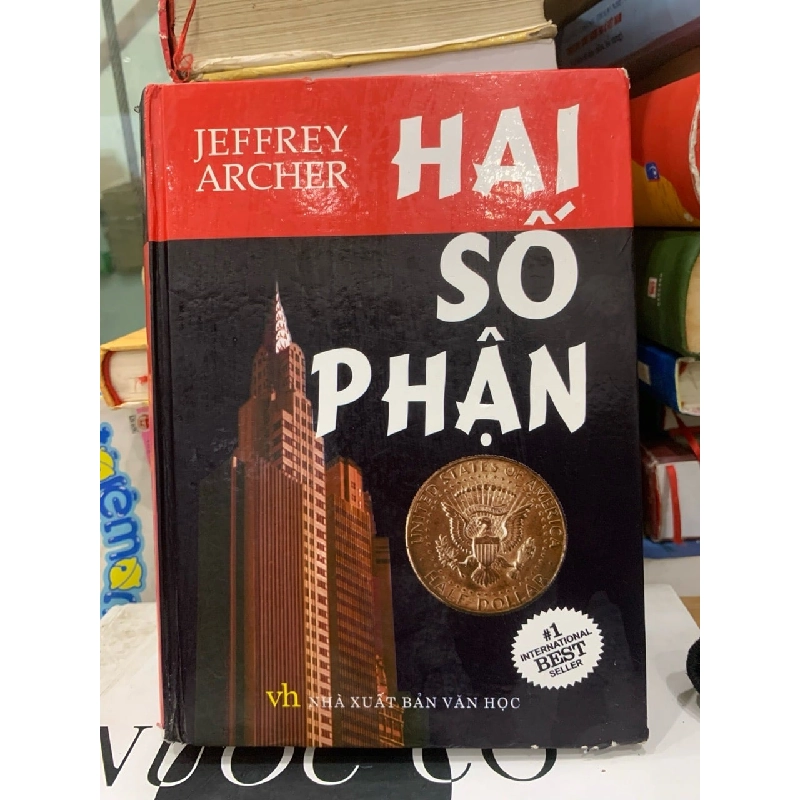 JEFFREY
ARCHER
HAI
SỐ
PHẬN
UNITED STATES OF AMERICA
HALF DOLLAR
#1
INTERNATIONAL
BEST
SELLER
vh NHÀ XUẤT BẢN VĂN HỌC